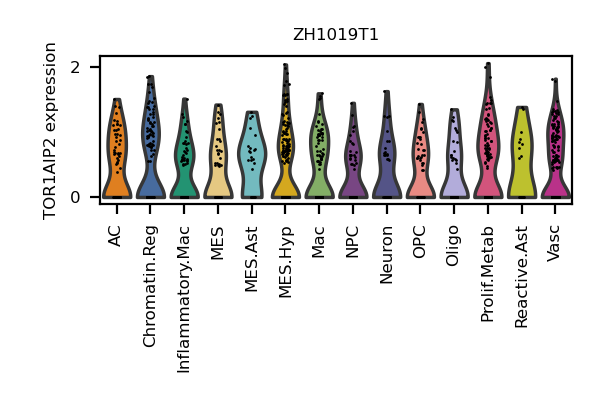 ZH1019T1
TOR1AIP2 expression
2
0
AC
Chromatin.Reg
Inflammatory.Mac
MES
MES.Ast
MES.Hyp
Mac
NPC
Neuron
OPC
Oligo
Prolif.Metab
Reactive.Ast
Vasc